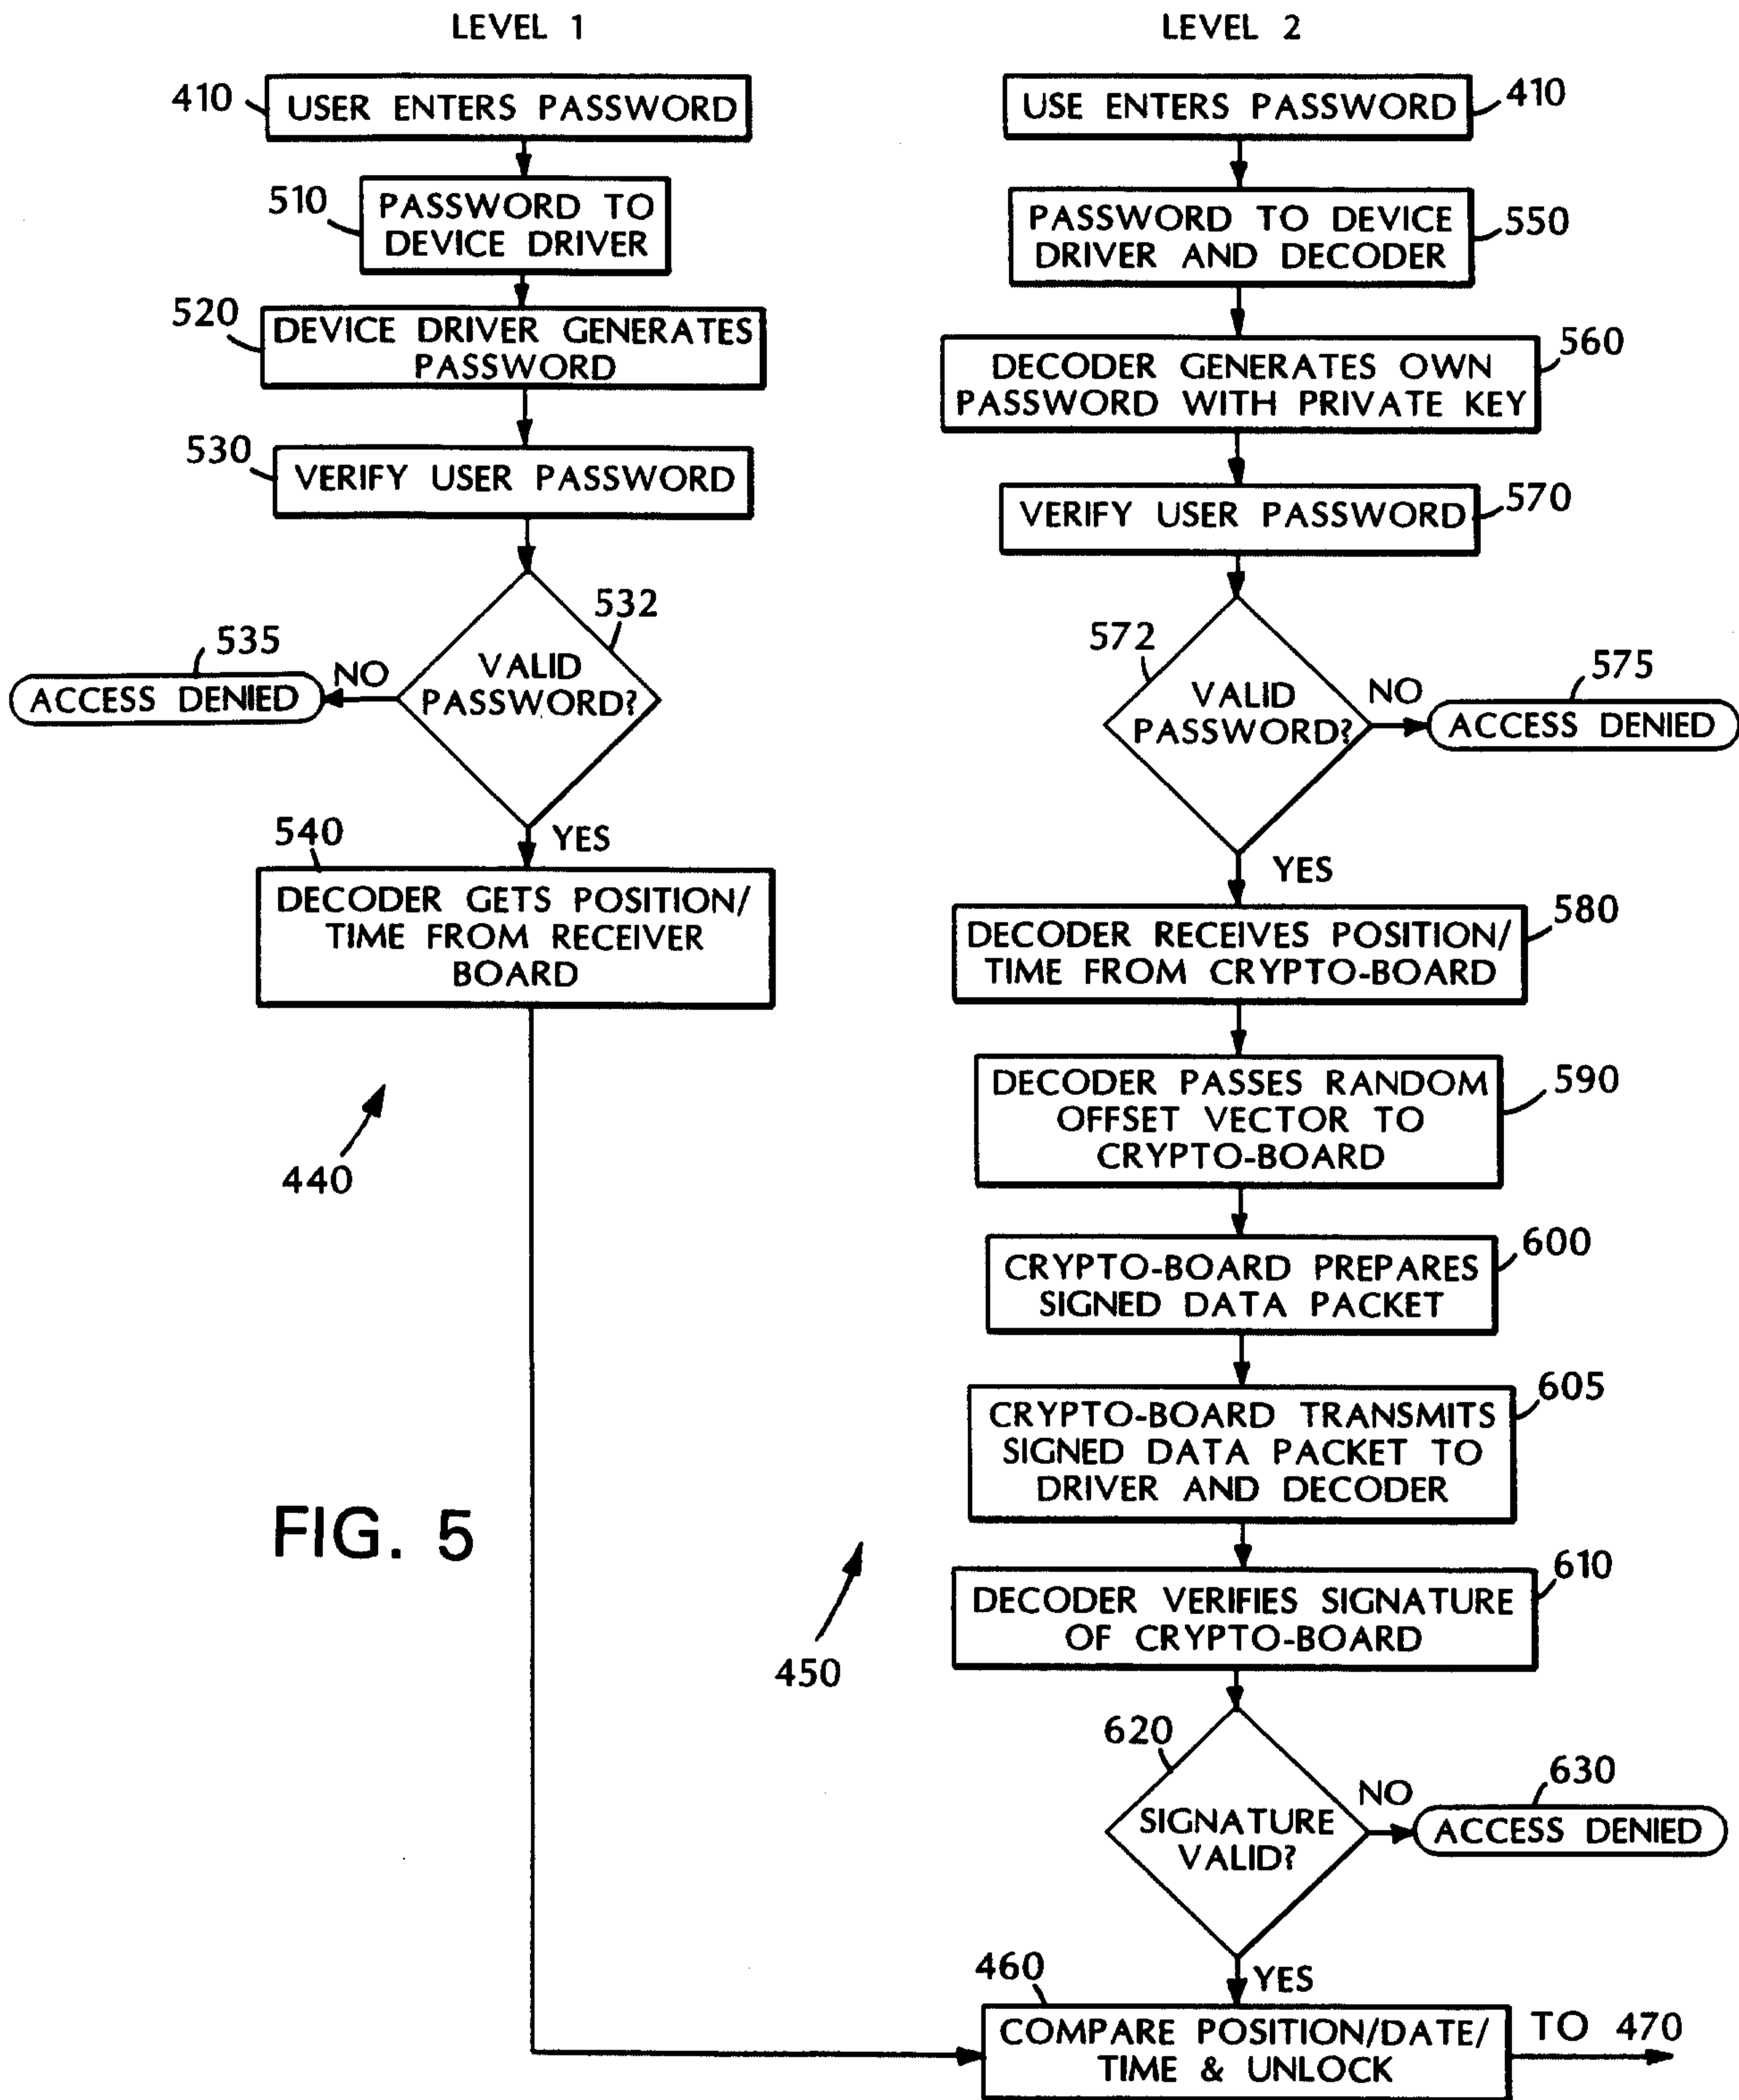 LEVEL 1
410
USER ENTERS PASSWORD
510
PASSWORD TO
DEVICE DRIVER
520
DEVICE DRIVER GENERATES
PASSWORD
530
VERIFY USER PASSWORD
532
VALID
PASSWORD?
NO
535
ACCESS DENIED
YES
540
DECODER GETS POSITION/
TIME FROM RECEIVER
BOARD
440
LEVEL 2
USE ENTERS PASSWORD
410
PASSWORD TO DEVICE
DRIVER AND DECODER
550
DECODER GENERATES OWN
PASSWORD WITH PRIVATE KEY
560
VERIFY USER PASSWORD
570
572
VALID
PASSWORD?
NO
575
ACCESS DENIED
YES
DECODER RECEIVES POSITION/
TIME FROM CRYPTO-BOARD
580
DECODER PASSES RANDOM
OFFSET VECTOR TO
CRYPTO-BOARD
590
CRYPTO-BOARD PREPARES
SIGNED DATA PACKET
600
CRYPTO-BOARD TRANSMITS
SIGNED DATA PACKET TO
DRIVER AND DECODER
605
DECODER VERIFIES SIGNATURE
OF CRYPTO-BOARD
610
450
620
SIGNATURE
VALID?
NO
630
ACCESS DENIED
YES
460
COMPARE POSITION/DATE/
TIME & UNLOCK
TO 470
FIG. 5